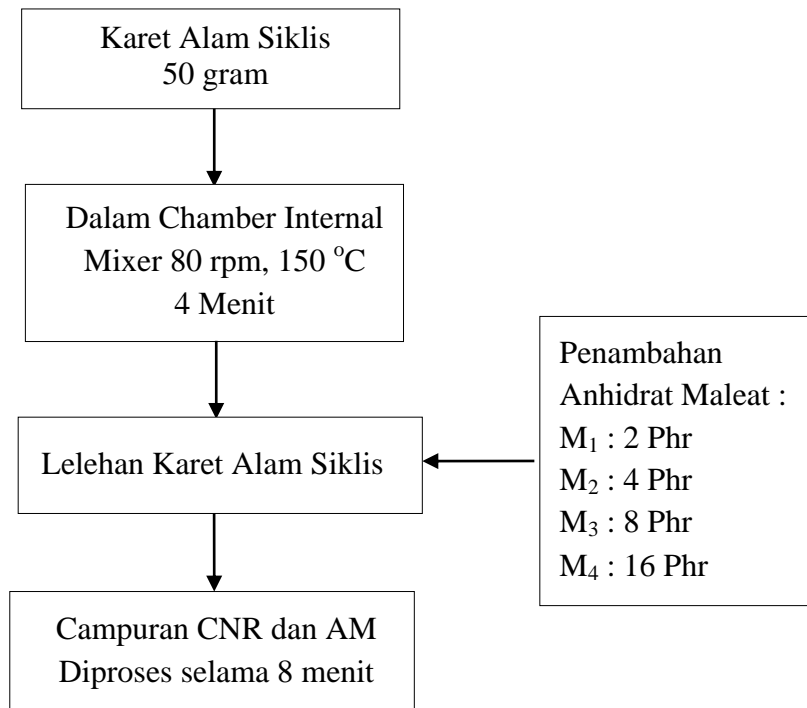 Karet Alam Siklis
50 gram
Dalam Chamber Internal
Mixer 80 rpm, 150 °C
4 Menit
Lelehan Karet Alam Siklis
Penambahan
Anhidrat Maleat :
M₁ : 2 Phr
M₂ : 4 Phr
M₃ : 8 Phr
M₄ : 16 Phr
Campuran CNR dan AM
Diproses selama 8 menit